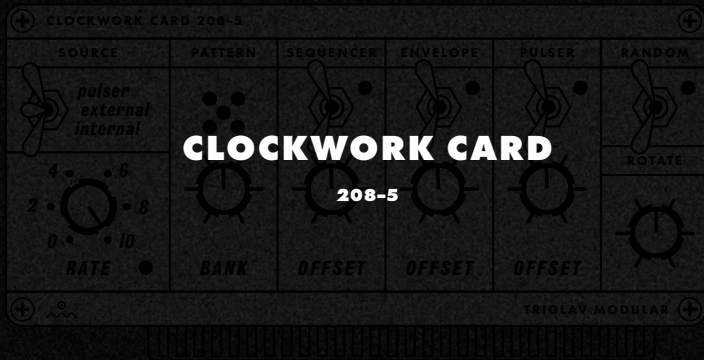 CLOCKWORK CARD 208-5
SOURCE
PATTERN
SEQUENCER
ENVELOPE
PULSER
RANDOM
pulser
external
internal
CLOCKWORK CARD
ROTATE
4
6
208-5
2
8
0
10
RATE
BANK
OFFSET
OFFSET
OFFSET
TRIGLAV MODULAR